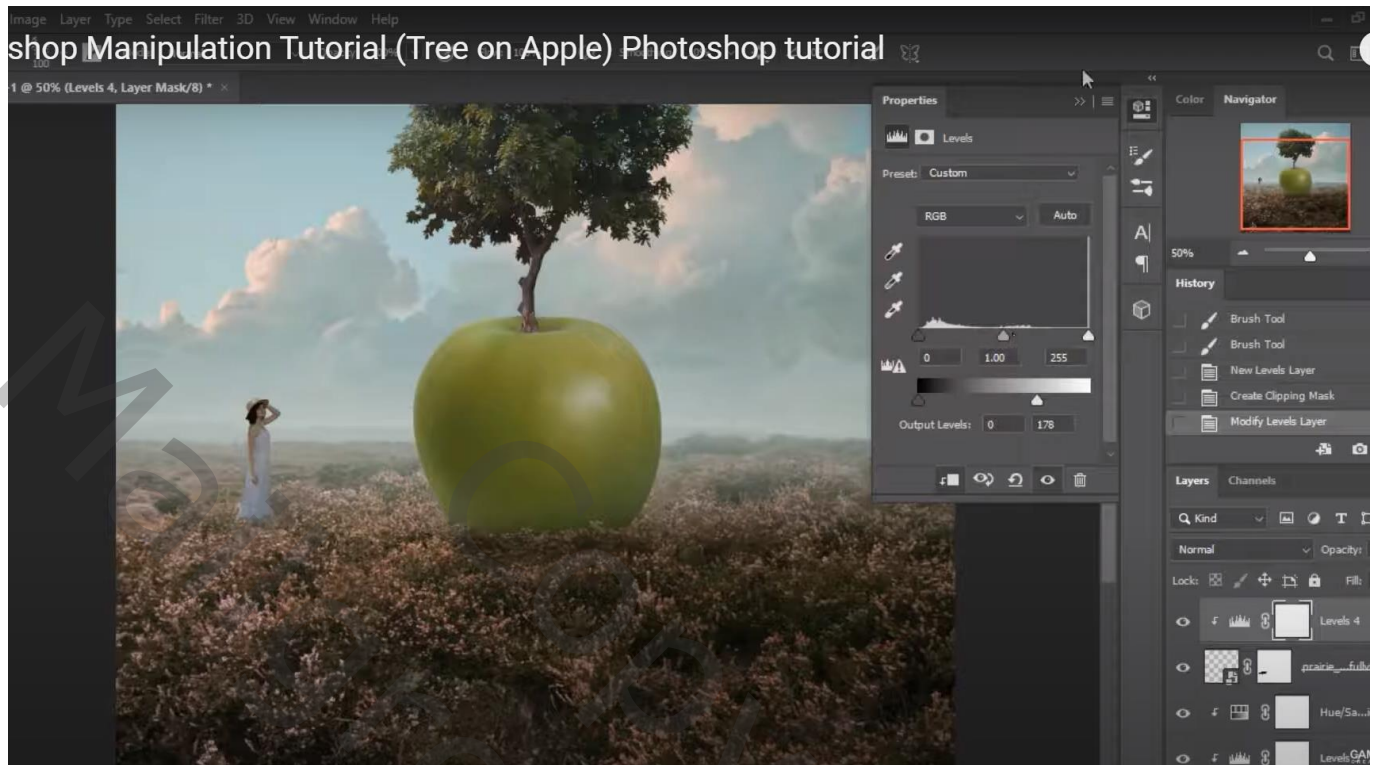 Image Layer Type Select Filter 3D View Window Help
shop Manipulation Tutorial (Tree on Apple) Photoshop tutorial
100
-1 @ 50% (Levels 4, Layer Mask/8) * ×
Properties
Levels
Preset: Custom
RGB
Auto
0 1.00 255
Output Levels: 0 178
Color Navigator
50%
History
Brush Tool
Brush Tool
New Levels Layer
Create Clipping Mask
Modify Levels Layer
Layers Channels
Kind
Normal
Opacity:
Lock:
Fill:
Levels 4
prairie_...fully
Hue/Sa...
Levels